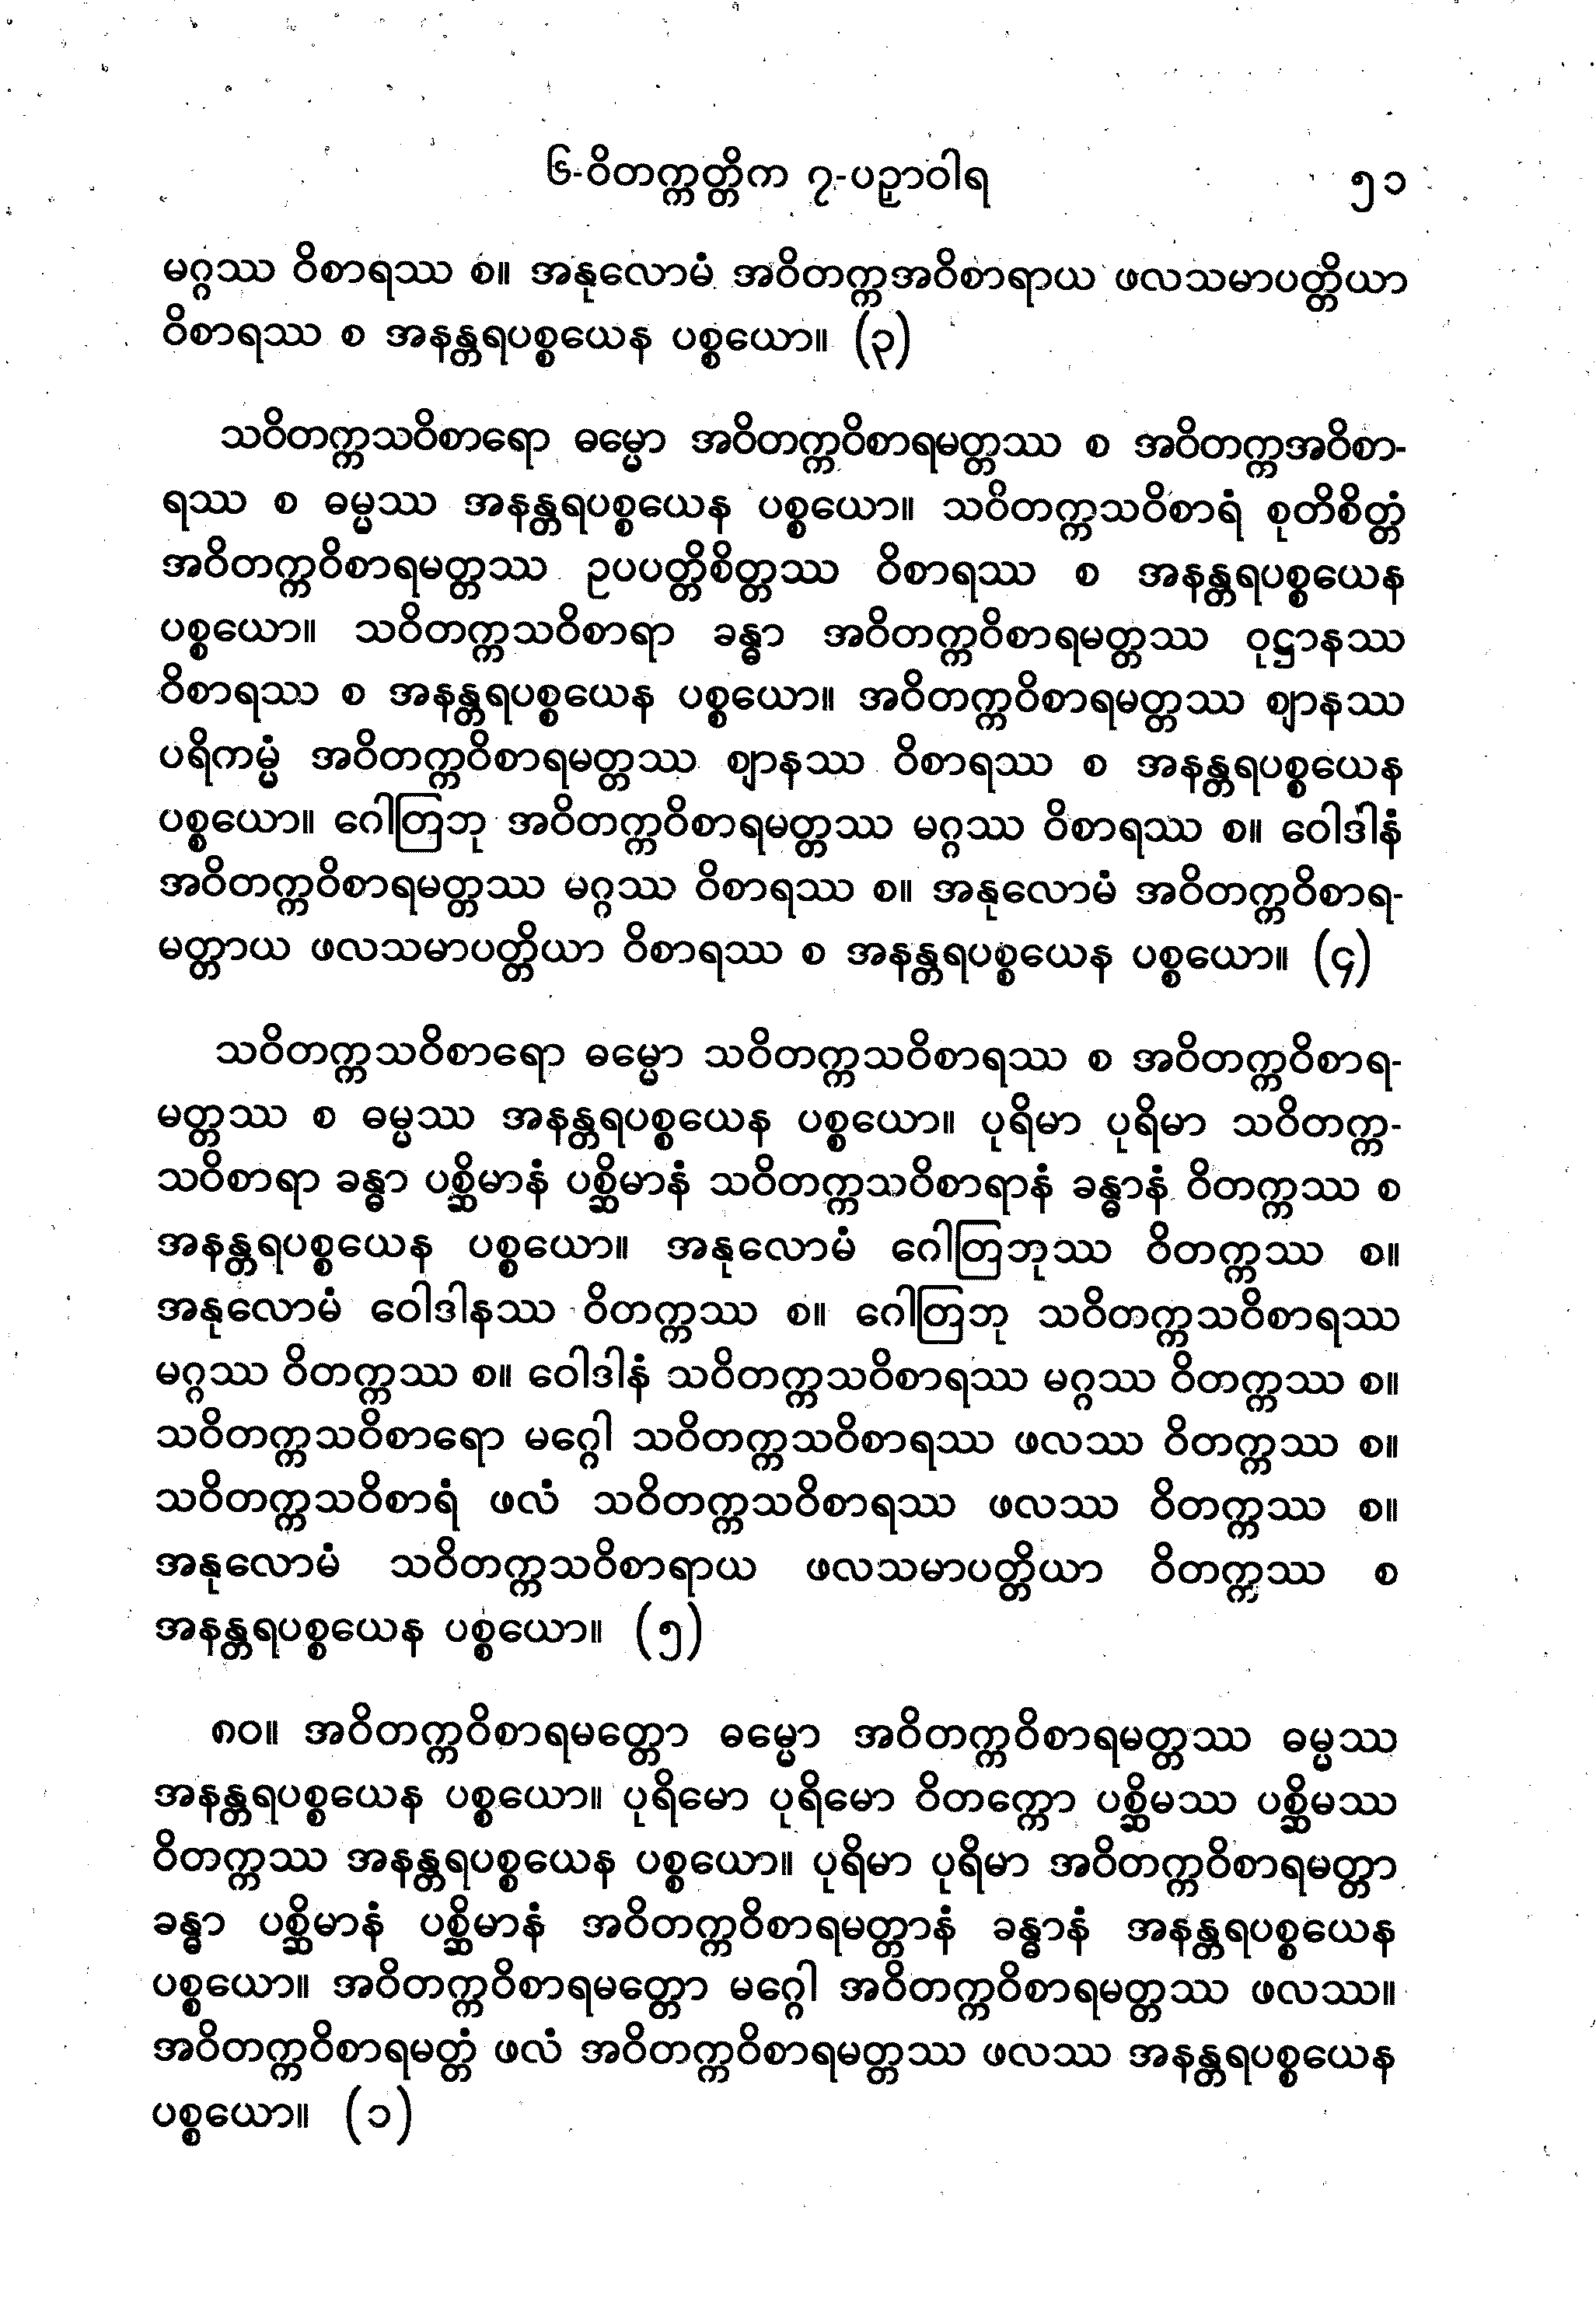 ၆-ဝိတက္ကတ္တိက ၇-ပဉှာဝါရ ၅၁
မဂ္ဂဿ ဝိစာရဿ စ။ အနုလောမံ အဝိတက္ကအဝိစာရာယ ဖလသမာပတ္တိယာ
ဝိစာရဿ စ အနန္တရပစ္စယေန ပစ္စယော။ (၃)
သဝိတက္ကသဝိစာရော ဓမ္မော အဝိတက္ကဝိစာရမတ္တဿ စ အဝိတက္ကအဝိစာ-
ရဿ စ ဓမ္မဿ အနန္တရပစ္စယေန ပစ္စယော။ သဝိတက္ကသဝိစာရံ စုတိစိတ္တံ
အဝိတက္ကဝိစာရမတ္တဿ ဥပပတ္တိစိတ္တဿ ဝိစာရဿ စ အနန္တရပစ္စယေန
ပစ္စယော။ သဝိတက္ကသဝိစာရာ ခန္ဓာ အဝိတက္ကဝိစာရမတ္တဿ ဝုဋ္ဌာနဿ
ဝိစာရဿ စ အနန္တရပစ္စယေန ပစ္စယော။ အဝိတက္ကဝိစာရမတ္တဿ ဈာနဿ
ပရိကမ္မံ အဝိတက္ကဝိစာရမတ္တဿ ဈာနဿ ဝိစာရဿ စ အနန္တရပစ္စယေန
ပစ္စယော။ ဂေါတြဘု အဝိတက္ကဝိစာရမတ္တဿ မဂ္ဂဿ ဝိစာရဿ စ။ ဝေါဒါနံ
အဝိတက္ကဝိစာရမတ္တဿ မဂ္ဂဿ ဝိစာရဿ စ။ အနုလောမံ အဝိတက္ကဝိစာရ-
မတ္တာယ ဖလသမာပတ္တိယာ ဝိစာရဿ စ အနန္တရပစ္စယေန ပစ္စယော။ (၄)
သဝိတက္ကသဝိစာရော ဓမ္မော သဝိတက္ကသဝိစာရဿ စ အဝိတက္ကဝိစာရ-
မတ္တဿ စ ဓမ္မဿ အနန္တရပစ္စယေန ပစ္စယော။ ပုရိမာ ပုရိမာ သဝိတက္က-
သဝိစာရာ ခန္ဓာ ပစ္ဆိမာနံ ပစ္ဆိမာနံ သဝိတက္ကသဝိစာရာနံ ခန္ဓာနံ ဝိတက္ကဿ စ
အနန္တရပစ္စယေန ပစ္စယော။ အနုလောမံ ဂေါတြဘုဿ ဝိတက္ကဿ စ။
အနုလောမံ ဝေါဒါနဿ ဝိတက္ကဿ စ။ ဂေါတြဘု သဝိတက္ကသဝိစာရဿ
မဂ္ဂဿ ဝိတက္ကဿ စ။ ဝေါဒါနံ သဝိတက္ကသဝိစာရဿ မဂ္ဂဿ ဝိတက္ကဿ စ။
သဝိတက္ကသဝိစာရော မဂ္ဂေါ သဝိတက္ကသဝိစာရဿ ဖလဿ ဝိတက္ကဿ စ။
သဝိတက္ကသဝိစာရံ ဖလံ သဝိတက္ကသဝိစာရဿ ဖလဿ ဝိတက္ကဿ စ။
အနုလောမံ သဝိတက္ကသဝိစာရာယ ဖလသမာပတ္တိယာ ဝိတက္ကဿ စ
အနန္တရပစ္စယေန ပစ္စယော။ (၅)
၈၀။ အဝိတက္ကဝိစာရမတ္တော ဓမ္မော အဝိတက္ကဝိစာရမတ္တဿ ဓမ္မဿ
အနန္တရပစ္စယေန ပစ္စယော။ ပုရိမော ပုရိမော ဝိတက္ကော ပစ္ဆိမဿ ပစ္ဆိမဿ
ဝိတက္ကဿ အနန္တရပစ္စယေန ပစ္စယော။ ပုရိမာ ပုရိမာ အဝိတက္ကဝိစာရမတ္တာ
ခန္ဓာ ပစ္ဆိမာနံ ပစ္ဆိမာနံ အဝိတက္ကဝိစာရမတ္တာနံ ခန္ဓာနံ အနန္တရပစ္စယေန
ပစ္စယော။ အဝိတက္ကဝိစာရမတ္တော မဂ္ဂေါ အဝိတက္ကဝိစာရမတ္တဿ ဖလဿ။
အဝိတက္ကဝိစာရမတ္တံ ဖလံ အဝိတက္ကဝိစာရမတ္တဿ ဖလဿ အနန္တရပစ္စယေန
ပစ္စယော။ (၁)